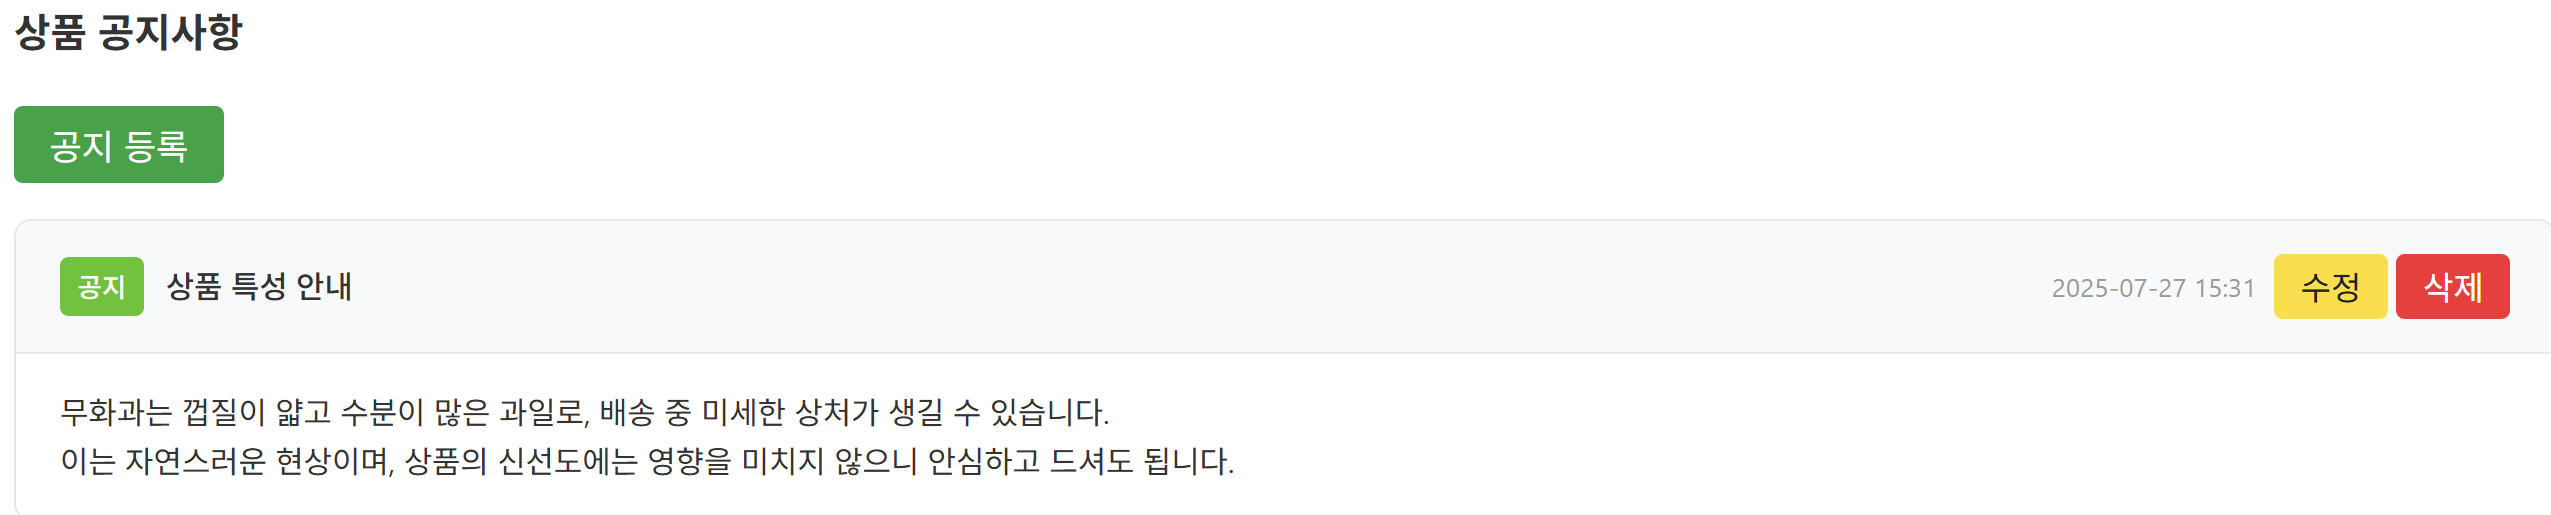 상품 공지사항
공지 등록
공지 상품 특성 안내 2025-07-27 15:31 수정 삭제
무화과는 껍질이 얇고 수분이 많은 과일로, 배송 중 미세한 상처가 생길 수 있습니다.
이는 자연스러운 현상이며, 상품의 신선도에는 영향을 미치지 않으니 안심하고 드셔도 됩니다.